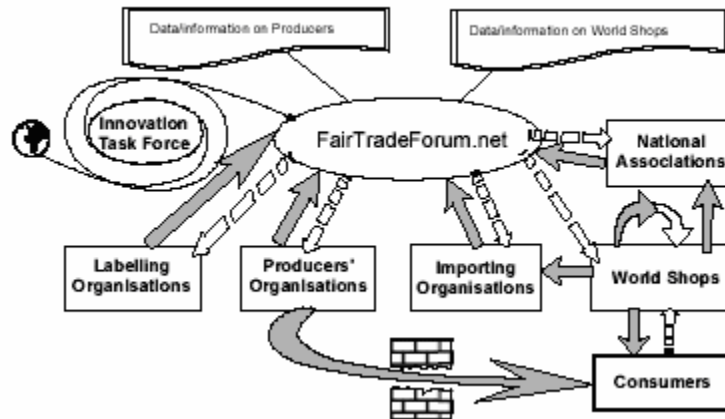 Data/information on Producers
Data/information on World Shops
Innovation
Task Force
FairTradeForum.net
National
Associations
Labelling
Organisations
Producers'
Organisations
Importing
Organisations
World Shops
Consumers